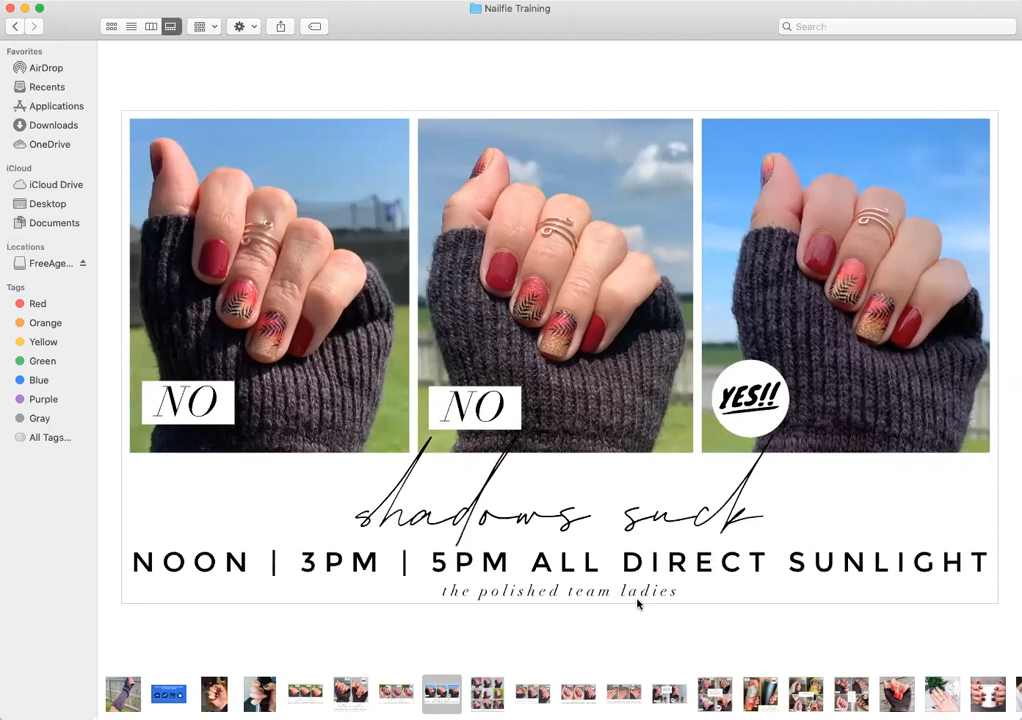 Nailfie Training
Search
Favorites
AirDrop
Recents
Applications
Downloads
OneDrive
iCloud
iCloud Drive
Desktop
Documents
Locations
FreeAge...
Tags
Red
Orange
Yellow
Green
Blue
Purple
Gray
All Tags...
NO
NO
YES!!
shadows suck
NOON | 3PM | 5PM ALL DIRECT SUNLIGHT
the polished team ladies